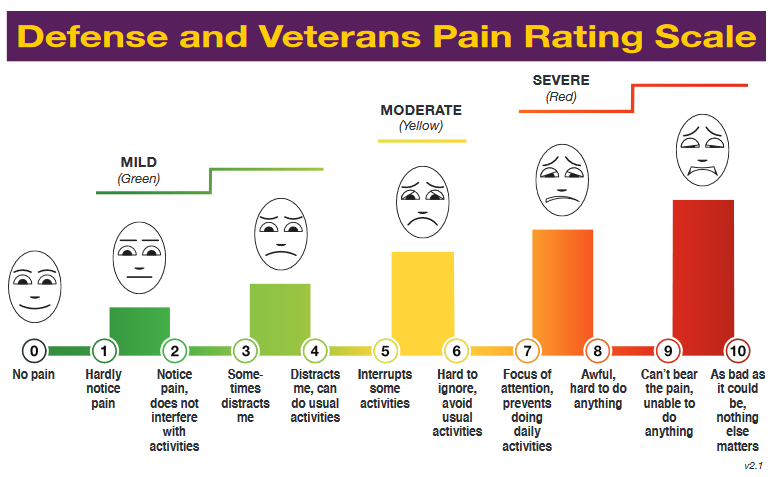 Defense and Veterans Pain Rating Scale
SEVERE
(Red)
MODERATE
(Yellow)
MILD
(Green)
0
1
2
3
4
5
6
7
8
9
10
No pain
Hardly
notice
pain
Notice
pain,
does not
interfere
with
activities
Some-
times
distracts
me
Distracts
me, can
do usual
activities
Interrupts
some
activities
Hard to
ignore,
avoid
usual
activities
Focus of
attention,
prevents
doing
daily
activities
Awful,
hard to do
anything
Can't bear
the pain,
unable to
do
anything
As bad as
it could
be,
nothing
else
matters
v2.1